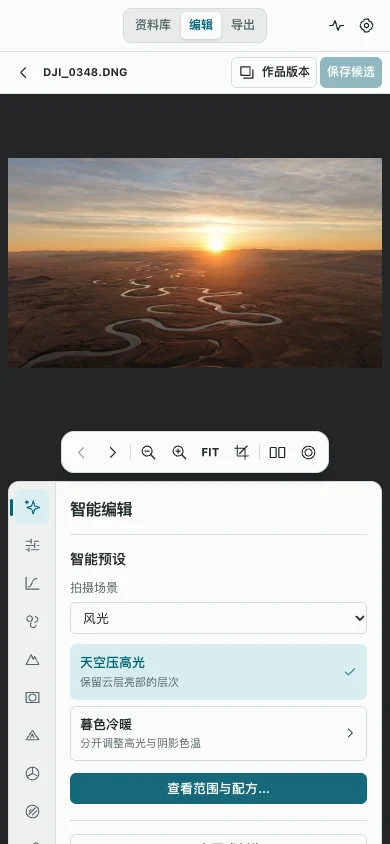 资料库 编辑 导出
DJI_0348.DNG 作品版本 保存候选
FIT
智能编辑
智能预设
拍摄场景
风光
天空压高光
保留云层亮部的层次
暮色冷暖
分开调整高光与阴影色温
查看范围与配方...